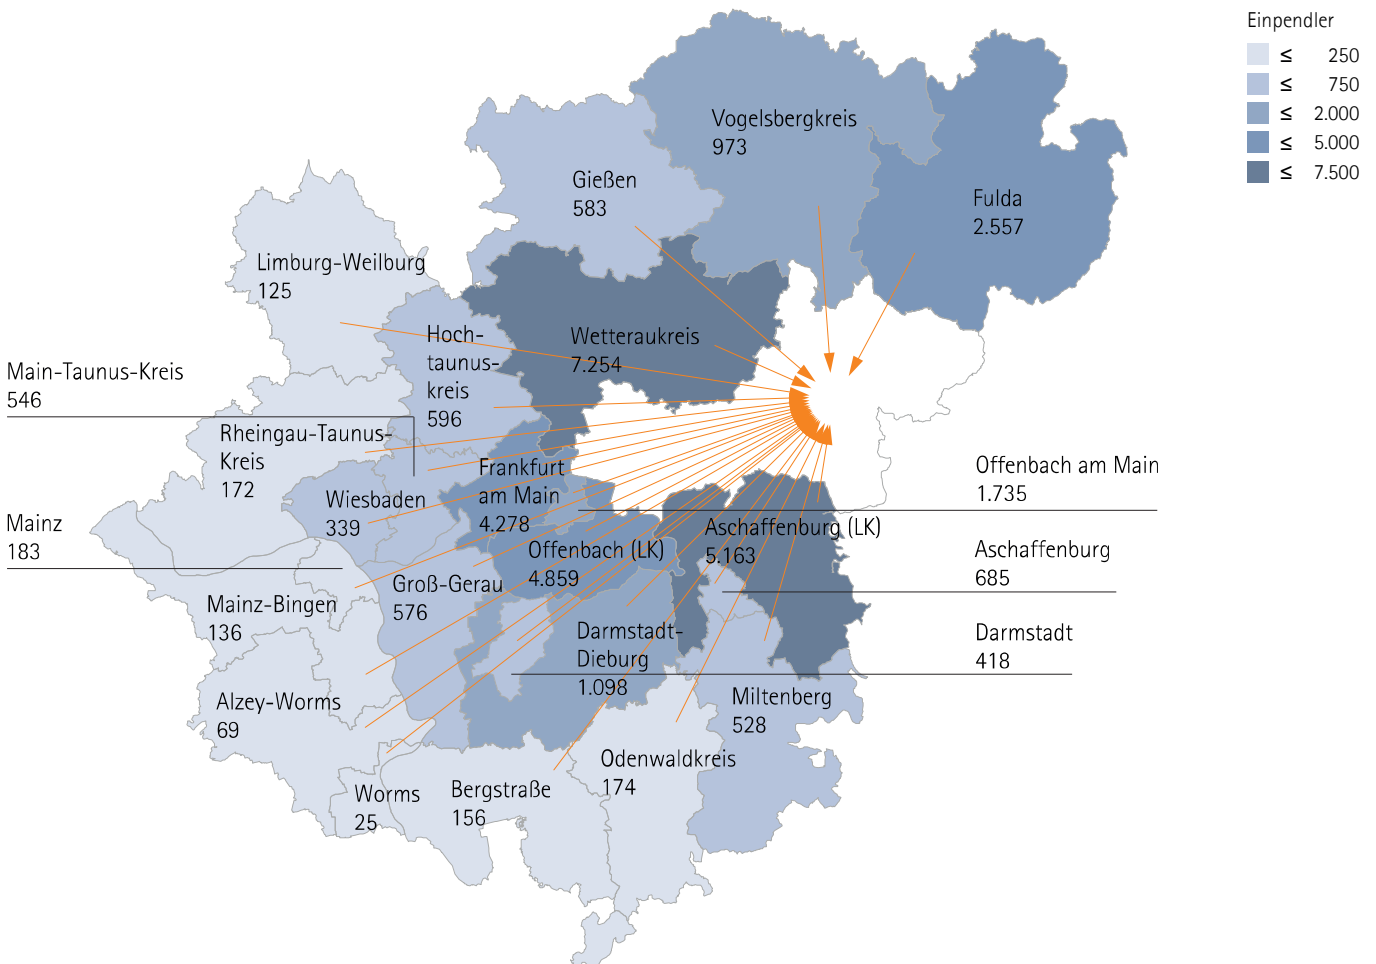 Einpendler
≤ 250
≤ 750
≤ 2.000
≤ 5.000
≤ 7.500
Vogelsbergkreis
973
Fulda
2.557
Gießen
583
Limburg-Weilburg
125
Hoch-
taunus-
kreis
596
Wetteraukreis
7.254
Main-Taunus-Kreis
546
Rheingau-Taunus-
Kreis
172
Wiesbaden
339
Frankfurt
am Main
4.278
Offenbach am Main
1.735
Mainz
183
Offenbach (LK)
4.859
Aschaffenburg (LK)
5.163
Aschaffenburg
685
Groß-Gerau
576
Mainz-Bingen
136
Darmstadt-
Dieburg
1.098
Darmstadt
418
Alzey-Worms
69
Miltenberg
528
Odenwaldkreis
174
Worms
25
Bergstraße
156